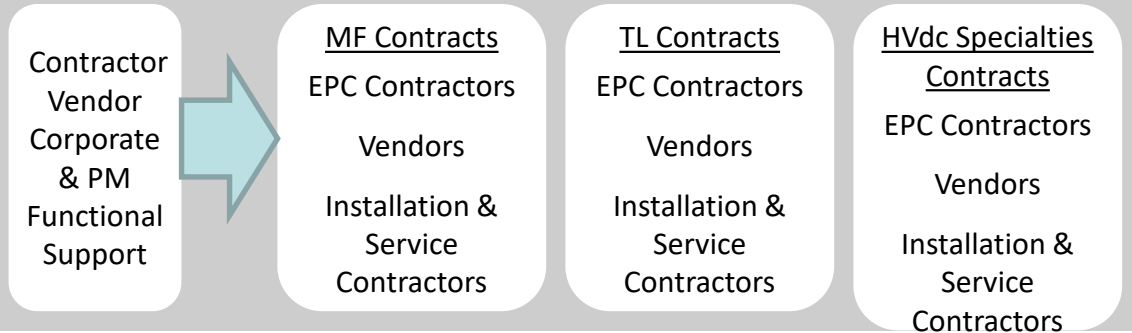 Contractor
Vendor
Corporate
& PM
Functional
Support
MF Contracts
EPC Contractors
Vendors
Installation &
Service
Contractors
TL Contracts
EPC Contractors
Vendors
Installation &
Service
Contractors
HVdc Specialties
Contracts
EPC Contractors
Vendors
Installation &
Service
Contractors